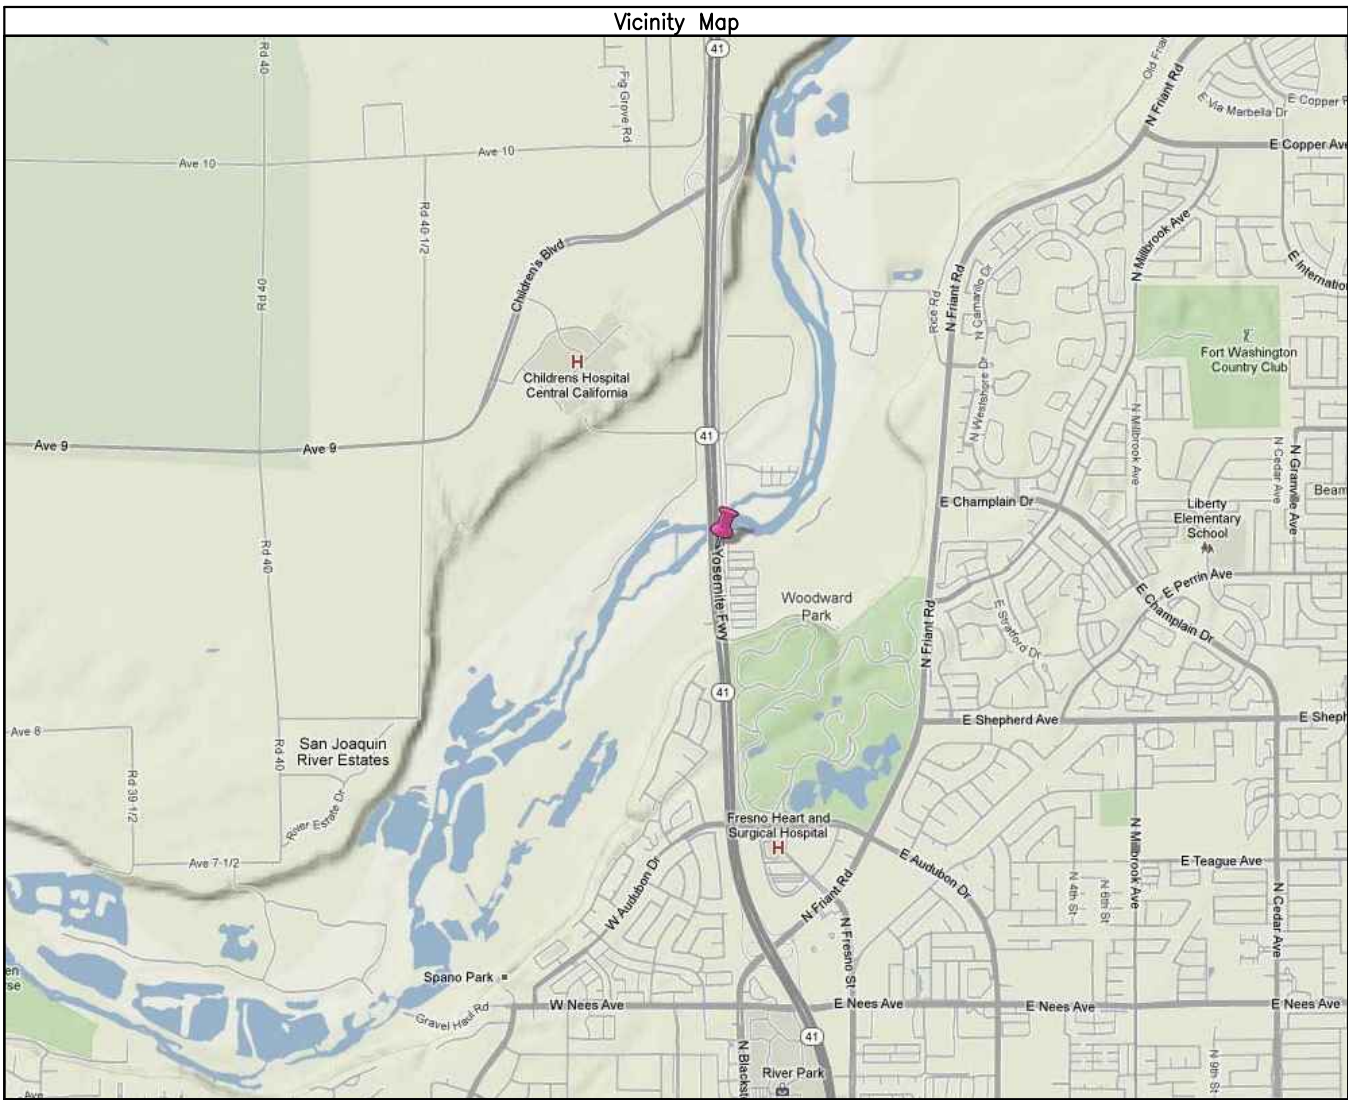 Vicinity Map
41
Rd 40
Fig Grove Rd
Old Friar
N Friant Rd
E Via Marbella Dr
E Copper
E Copper Ave
Ave 10
Ave 10
Rd 40-1/2
N Millbrook Ave
Children's Blvd
E Internatio
Rd 40
Rice Rd
N Friant Rd
N Camarillo Dr
Fort Washington
Country Club
H
Childrens Hospital
Central California
N Westshore Dr
N Millbrook Ave
Ave 9
Ave 9
41
N Cedar Ave
N Granville Ave
E Champlain Dr
Beam
Liberty
Elementary
School
Rd 40
Yosemite Fwy
E Perrin Ave
Woodward
Park
E Champlain Dr
E Stratford Dr
N Friant Rd
41
E Shepherd Ave
E Sheph
Ave 8
San Joaquin
River Estates
Rd 40
Rd 39 1/2
River Estate Dr
Fresno Heart and
Surgical Hospital
H
N Millbrook Ave
Ave 7-1/2
E Audubon Dr
E Teague Ave
W Audubon Dr
N Friant Rd
N 4th St
N 6th St
N Cedar Ave
N Fresno St
en
rse
Spano Park
W Nees Ave
E Nees Ave
E Nees Ave
E Nees Ave
Gravel Haul Rd
41
N Blackst
River Park
N 9th St
Ave